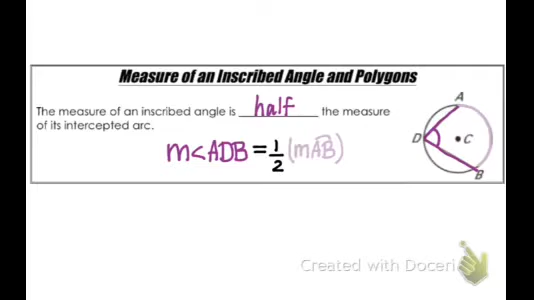 Measure of an Inscribed Angle and Polygons
The measure of an inscribed angle is half the measure
of its intercepted arc.
m<ADB = 1/2 (mAB)
A
D
C
B
Created with Doceri